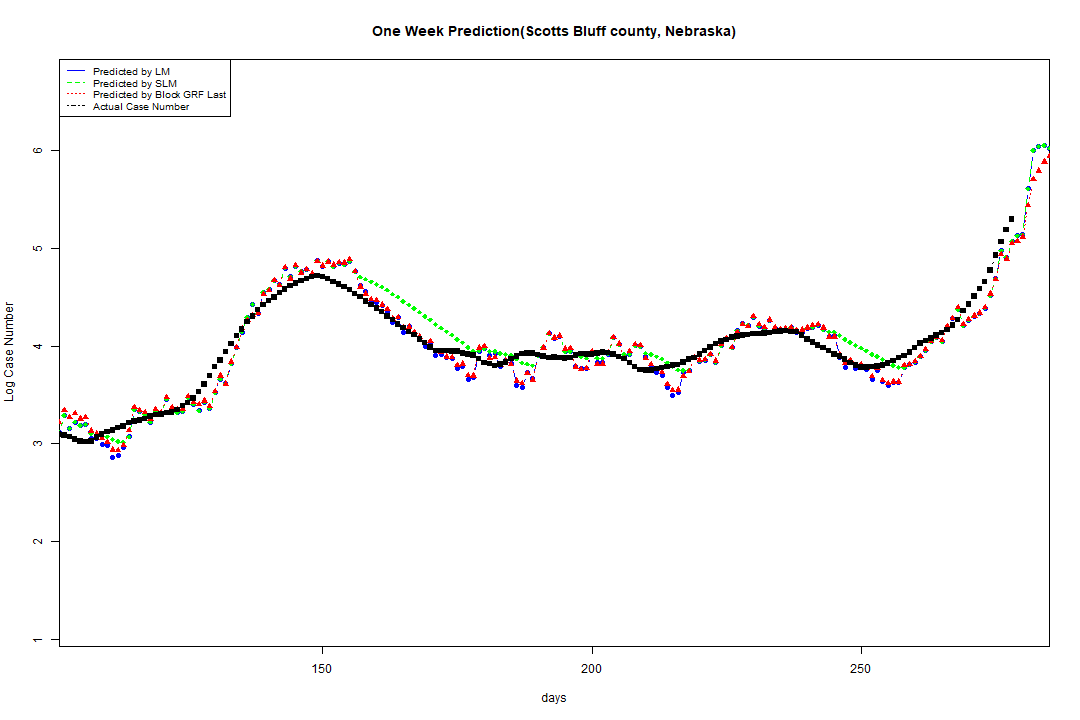 One Week Prediction(Scotts Bluff county, Nebraska)
Predicted by LM
Predicted by SLM
Predicted by Block GRF Last
Actual Case Number
6
5
4
3
2
1
Log Case Number
150 200 250
days